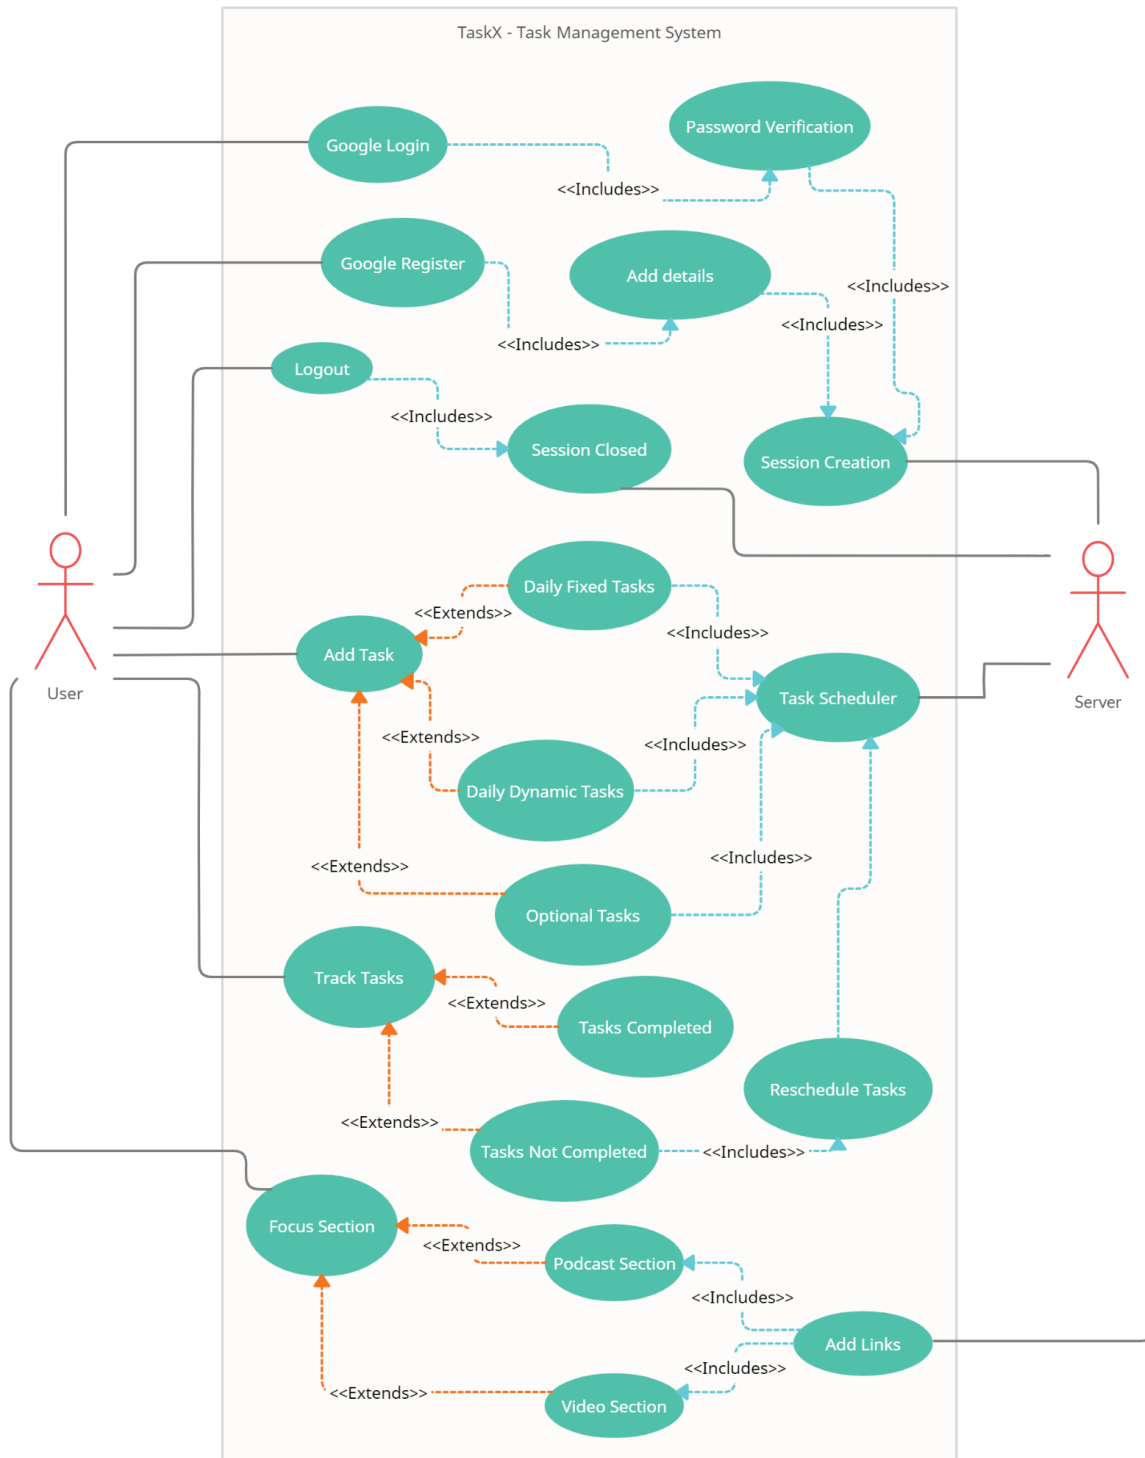 TaskX - Task Management System
Password Verification
Google Login
<<Includes>>
Google Register
Add details
<<Includes>>
<<Includes>>
<<Includes>>
Logout
<<Includes>>
Session Closed
Session Creation
Daily Fixed Tasks
<<Extends>>
<<Includes>>
Add Task
User
Task Scheduler
Server
<<Extends>>
<<Includes>>
Daily Dynamic Tasks
<<Includes>>
<<Extends>>
Optional Tasks
Track Tasks
<<Extends>>
Tasks Completed
Reschedule Tasks
<<Extends>>
Tasks Not Completed
<<Includes>>
Focus Section
<<Extends>>
Podcast Section
<<Includes>>
Add Links
<<Includes>>
<<Extends>>
Video Section